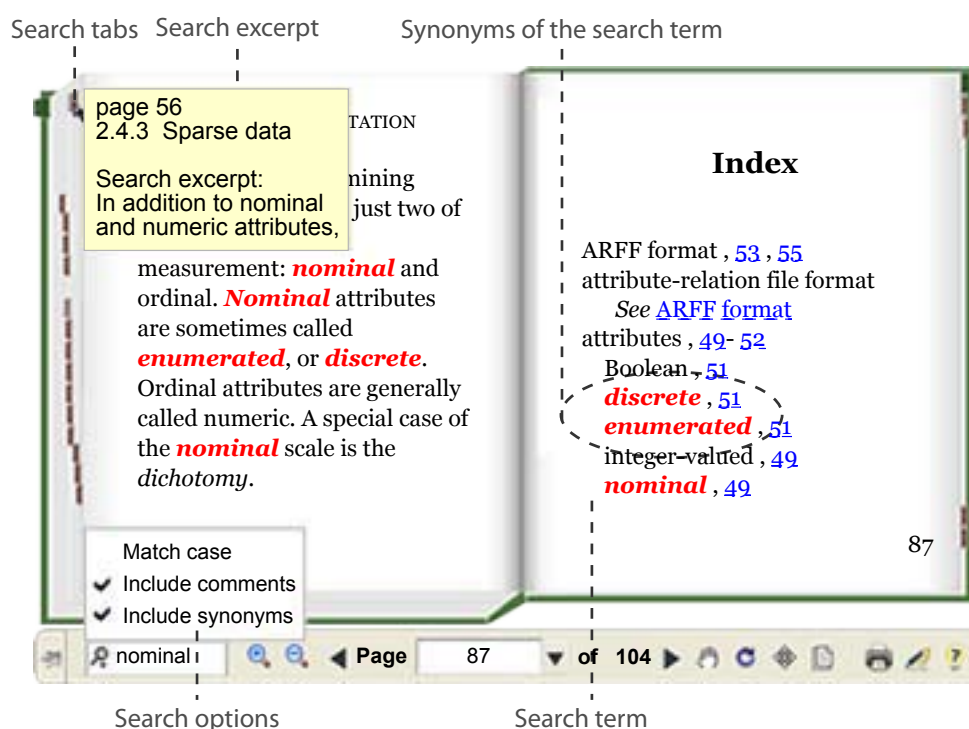 Search tabs Search excerpt Synonyms of the search term
page 56
2.4.3 Sparse data
Search excerpt:
In addition to nominal
and numeric attributes,
TATION
mining
just two of
measurement: nominal and
ordinal. Nominal attributes
are sometimes called
enumerated, or discrete.
Ordinal attributes are generally
called numeric. A special case of
the nominal scale is the
dichotomy.
Index
ARFF format , 53 , 55
attribute-relation file format
See ARFF format
attributes , 49- 52
Boolean , 51
discrete , 51
enumerated , 51
integer-valued , 49
nominal , 49
87
Match case
Include comments
Include synonyms
nominal Page 87 of 104 ?
Search options Search term